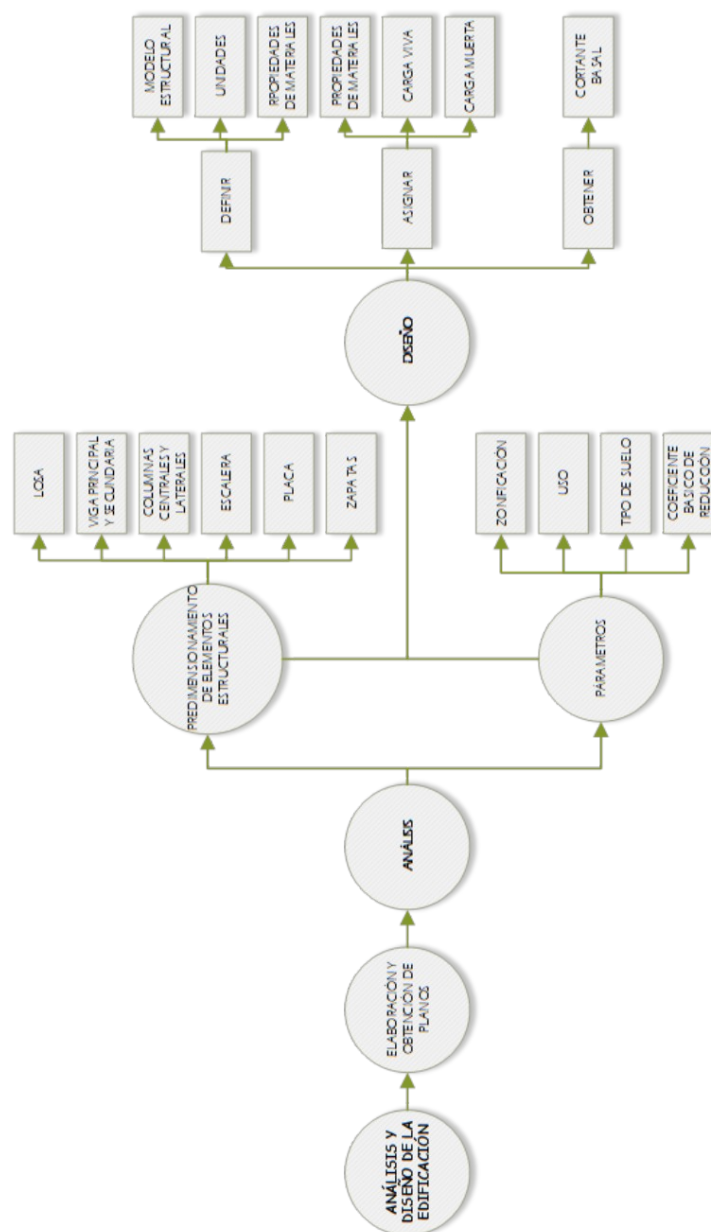 ANÁLISIS Y
DISEÑO DE LA
EDIFICACIÓN
ELABORACIÓN Y
OBTENCIÓN DE
PLANOS
ANÁLISIS
PREDIMENSIONAMIENTO
DE ELEMENTOS
ESTRUCTURALES
LOSA
VIGA PRINCIPAL
Y SECUNDARIA
COLUMNAS
CENTRALES Y
LATERALES
ESCALERA
PLACA
ZAPATAS
PÁRAMETROS
ZONIFICACIÓN
USO
TIPO DE SUELO
COEFICIENTE
BASICO DE
REDUCCIÓN
DISEÑO
DEFINIR
MODELO
ESTRUCTURAL
UNIDADES
RPOPIEDADES
DE MATERIALES
ASIGNAR
PROPIEDADES
DE MATERIALES
CARGA VIVA
CARGA MUERTA
OBTENER
CORTANTE
BASAL